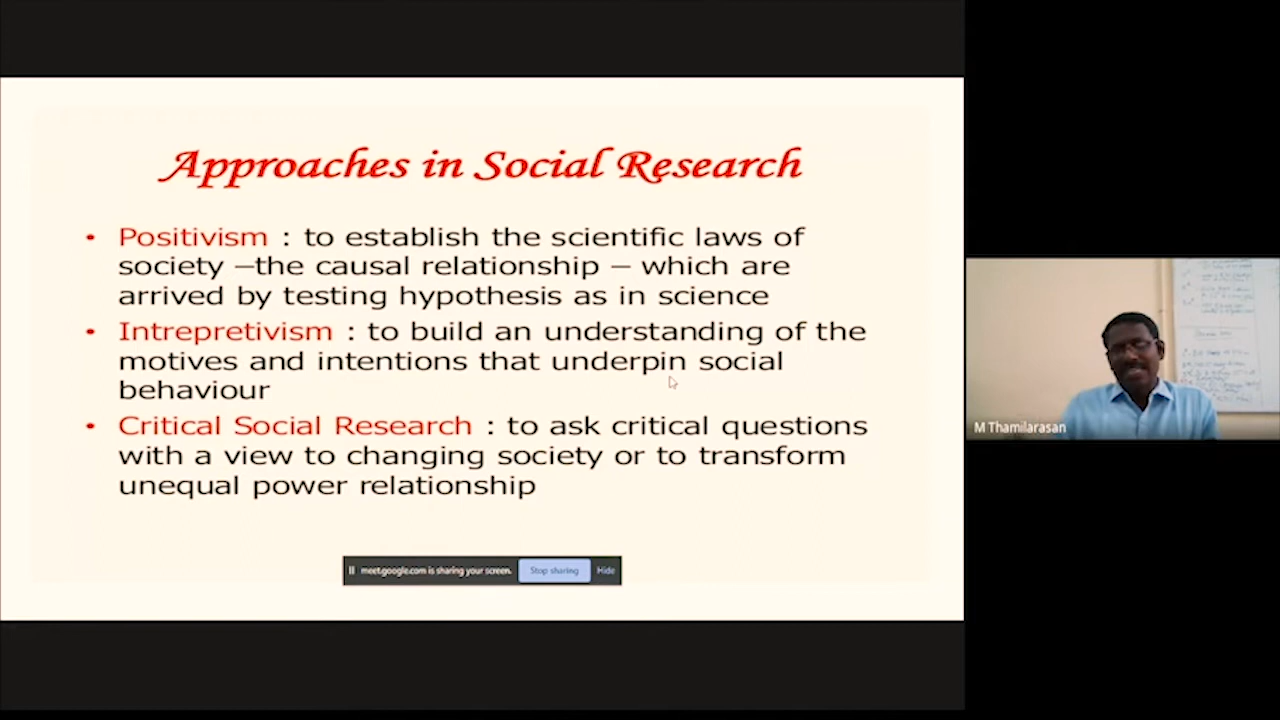 Approaches in Social Research
• Positivism : to establish the scientific laws of
society –the causal relationship – which are
arrived by testing hypothesis as in science
• Intrepretivism : to build an understanding of the
motives and intentions that underpin social
behaviour
• Critical Social Research : to ask critical questions
with a view to changing society or to transform
unequal power relationship
meet.google.com is sharing your screen. Stop sharing Hide
M Thamilarasan